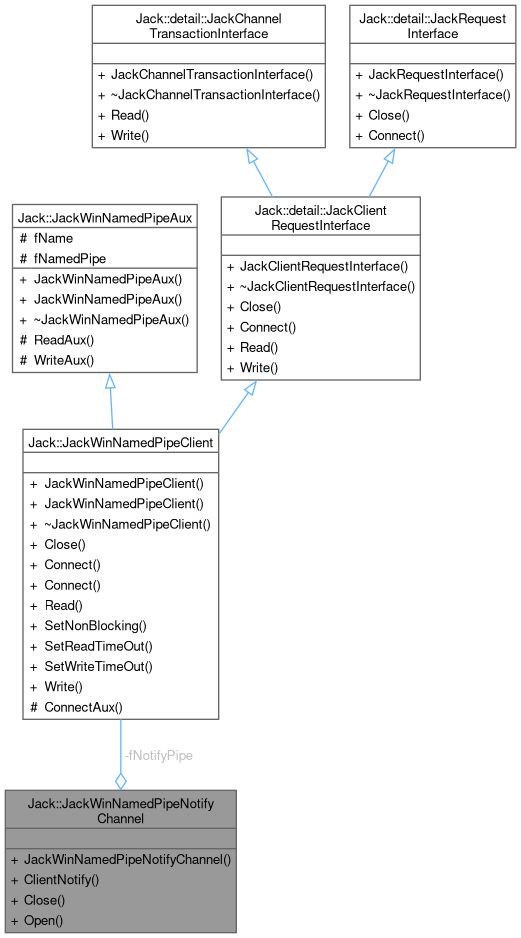 Jack::detail::JackChannel
TransactionInterface
+ JackChannelTransactionInterface()
+ ~JackChannelTransactionInterface()
+ Read()
+ Write()
Jack::detail::JackRequest
Interface
+ JackRequestInterface()
+ ~JackRequestInterface()
+ Close()
+ Connect()
Jack::JackWinNamedPipeAux
# fName
# fNamedPipe
+ JackWinNamedPipeAux()
+ JackWinNamedPipeAux()
+ ~JackWinNamedPipeAux()
# ReadAux()
# WriteAux()
Jack::detail::JackClient
RequestInterface
+ JackClientRequestInterface()
+ ~JackClientRequestInterface()
+ Close()
+ Connect()
+ Read()
+ Write()
Jack::JackWinNamedPipeClient
+ JackWinNamedPipeClient()
+ JackWinNamedPipeClient()
+ ~JackWinNamedPipeClient()
+ Close()
+ Connect()
+ Connect()
+ Read()
+ SetNonBlocking()
+ SetReadTimeOut()
+ SetWriteTimeOut()
+ Write()
# ConnectAux()
-fNotifyPipe
Jack::JackWinNamedPipeNotify
Channel
+ JackWinNamedPipeNotifyChannel()
+ ClientNotify()
+ Close()
+ Open()